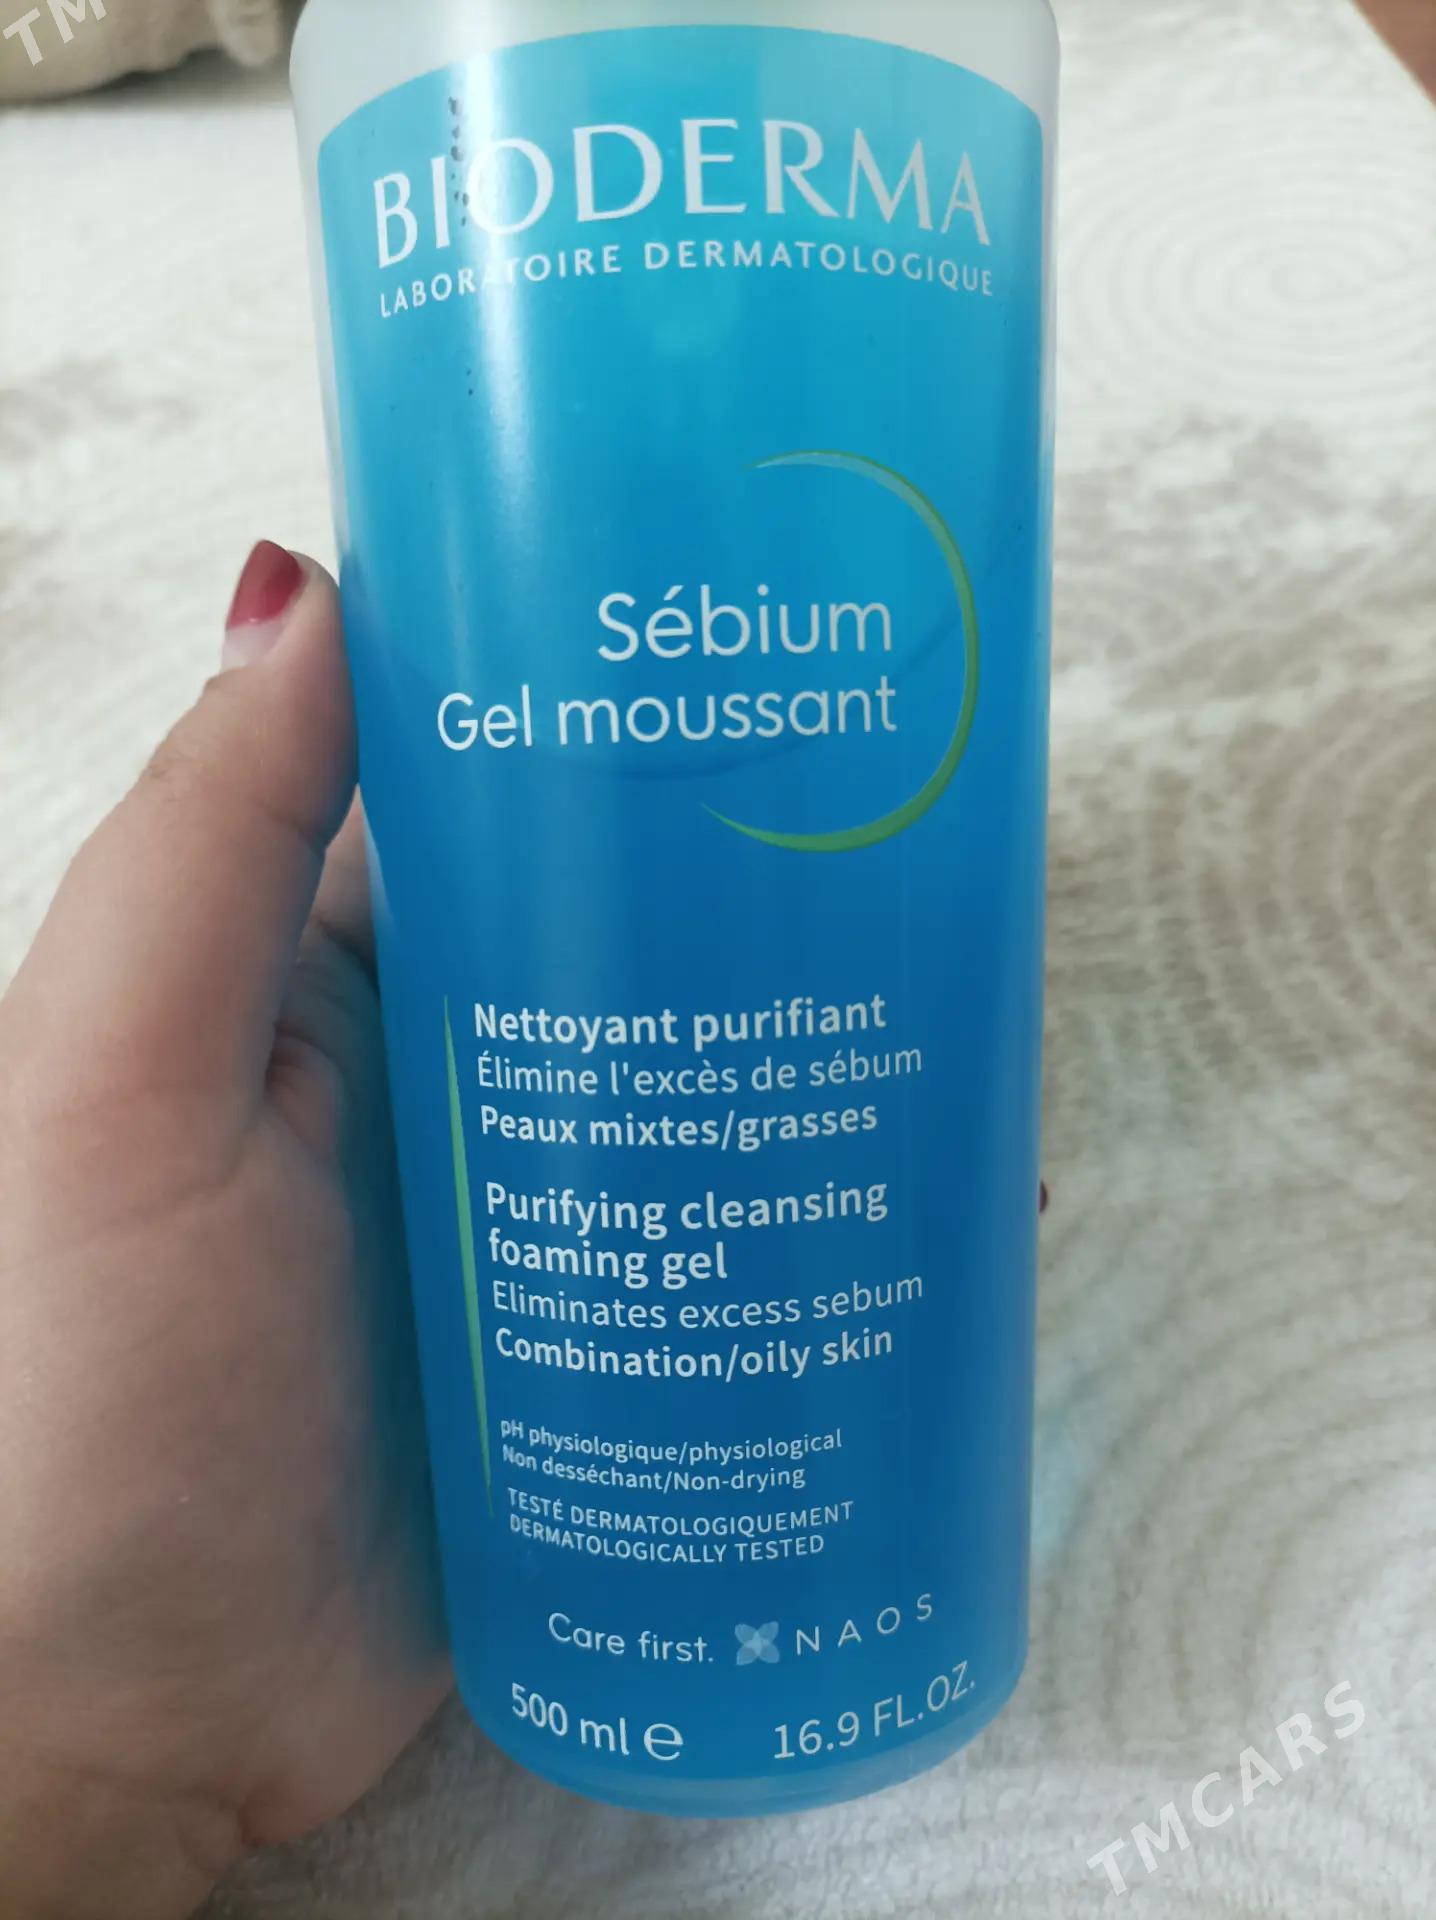 TM
BIODERMA
LABORATOIRE DERMATOLOGIQUE
Sébium
Gel moussant
Nettoyant purifiant
Élimine l'excès de sébum
Peaux mixtes/grasses
Purifying cleansing
foaming gel
Eliminates excess sebum
Combination/oily skin
pH physiologique/physiological
Non desséchant/Non-drying
TESTÉ DERMATOLOGIQUEMENT
DERMATOLOGICALLY TESTED
Care first. NAOS
500 ml e 16.9 FL.OZ.
TMCARS